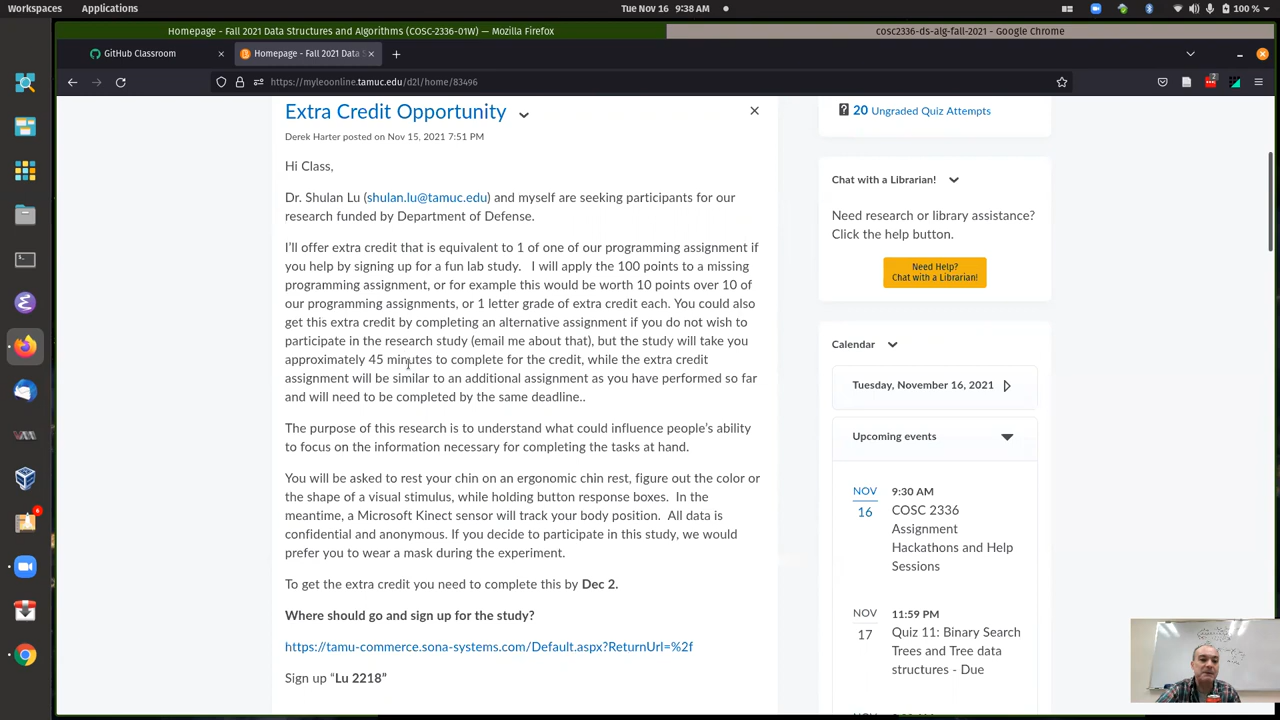 Workspaces Applications Tue Nov 16 9:38 AM 100 %
Homepage - Fall 2021 Data Structures and Algorithms (COSC-2336-01W) — Mozilla Firefox cosc2336-ds-alg-fall-2021 - Google Chrome
GitHub Classroom Homepage - Fall 2021 Data S
https://myleoonline.tamuc.edu/d2l/home/83496
Extra Credit Opportunity
Derek Harter posted on Nov 15, 2021 7:51 PM
Hi Class,
Dr. Shulan Lu (shulan.lu@tamuc.edu) and myself are seeking participants for our
research funded by Department of Defense.
I'll offer extra credit that is equivalent to 1 of one of our programming assignment if
you help by signing up for a fun lab study. I will apply the 100 points to a missing
programming assignment, or for example this would be worth 10 points over 10 of
our programming assignments, or 1 letter grade of extra credit each. You could also
get this extra credit by completing an alternative assignment if you do not wish to
participate in the research study (email me about that), but the study will take you
approximately 45 minutes to complete for the credit, while the extra credit
assignment will be similar to an additional assignment as you have performed so far
and will need to be completed by the same deadline..
The purpose of this research is to understand what could influence people's ability
to focus on the information necessary for completing the tasks at hand.
You will be asked to rest your chin on an ergonomic chin rest, figure out the color or
the shape of a visual stimulus, while holding button response boxes. In the
meantime, a Microsoft Kinect sensor will track your body position. All data is
confidential and anonymous. If you decide to participate in this study, we would
prefer you to wear a mask during the experiment.
To get the extra credit you need to complete this by Dec 2.
Where should go and sign up for the study?
https://tamu-commerce.sona-systems.com/Default.aspx?ReturnUrl=%2f
Sign up "Lu 2218"
20 Ungraded Quiz Attempts
Chat with a Librarian!
Need research or library assistance?
Click the help button.
Need Help?
Chat with a Librarian!
Calendar
Tuesday, November 16, 2021
Upcoming events
NOV 9:30 AM
16 COSC 2336
Assignment
Hackathons and Help
Sessions
NOV 11:59 PM
17 Quiz 11: Binary Search
Trees and Tree data
structures - Due